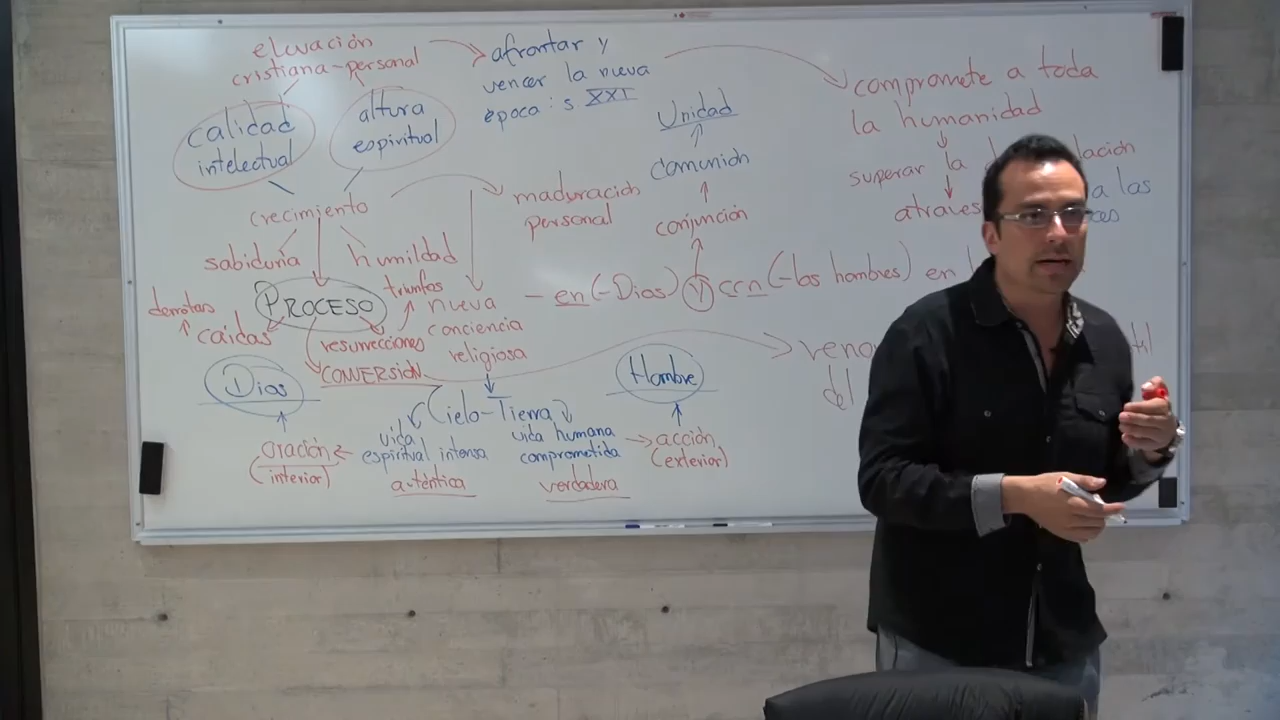 elevación
cristiana-personal
afrontar y
vencer la nueva
época: s XXI
compromete a toda
la humanidad
superar la
atraves
a las
calidad
intelectual
altura
espiritual
Unidad
comunión
conjunción
crecimiento
maduración
personal
sabiduría
humildad
PROCESO
triunfos
derrotas
caídas
resurrecciones
CONVERSIÓN
nueva
conciencia
religiosa
- en (-Dios) y con (-los hombres) en
Dios
Hombre
Cielo-Tierra
oración
(interior)
vida
espiritual intensa
auténtica
vida humana
comprometida
verdadera
acción
(exterior)
del